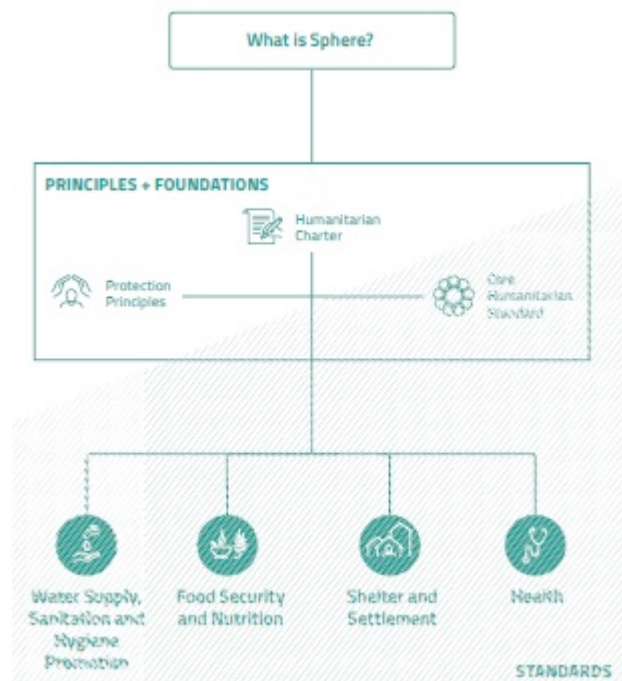 What is Sphere?
PRINCIPLES + FOUNDATIONS
Humanitarian
Charter
Protection
Principles
Core
Humanitarian
Standard
Water Supply,
Sanitation and
Hygiene
Promotion
Food Security
and Nutrition
Shelter and
Settlement
Health
STANDARDS